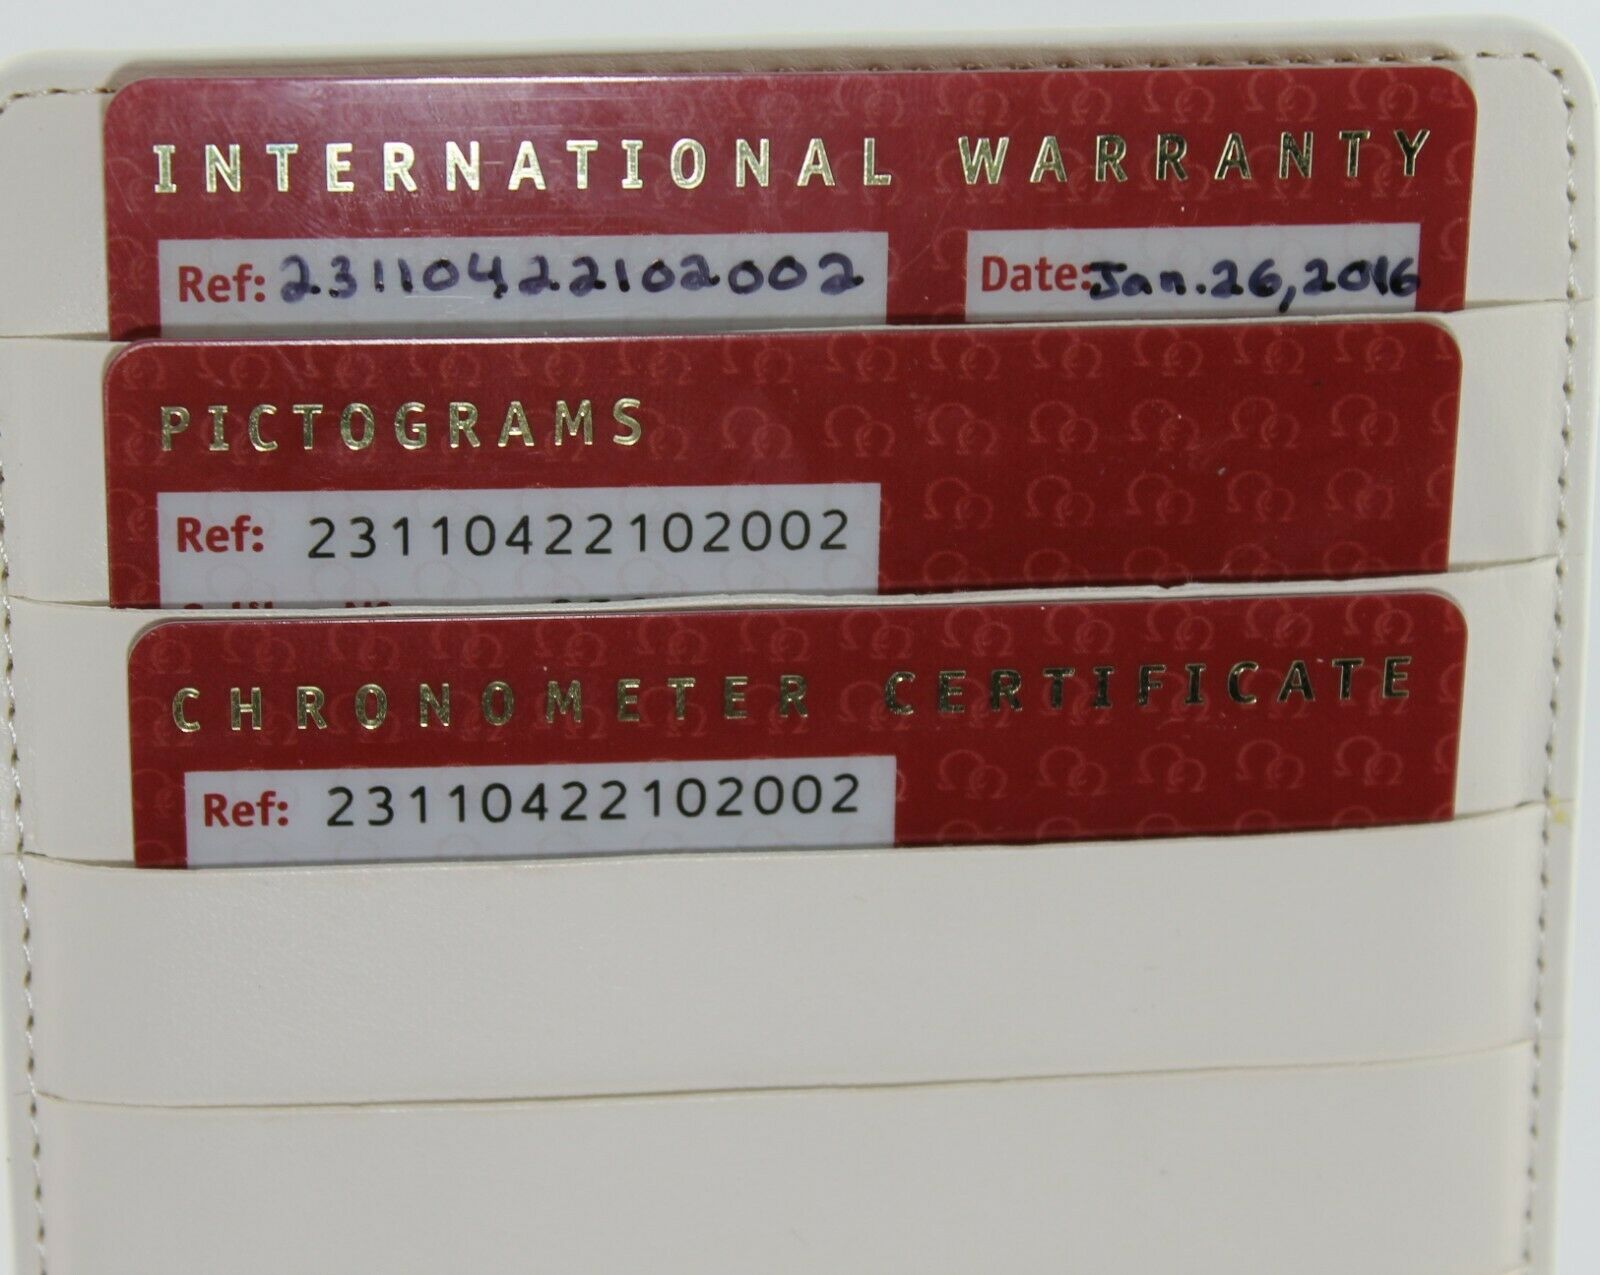 INTERNATIONAL WARRANTY
Ref: 23110422102002 Date: Jan. 26, 2016
PICTOGRAMS
Ref: 23110422102002
CHRONOMETER CERTIFICATE
Ref: 23110422102002